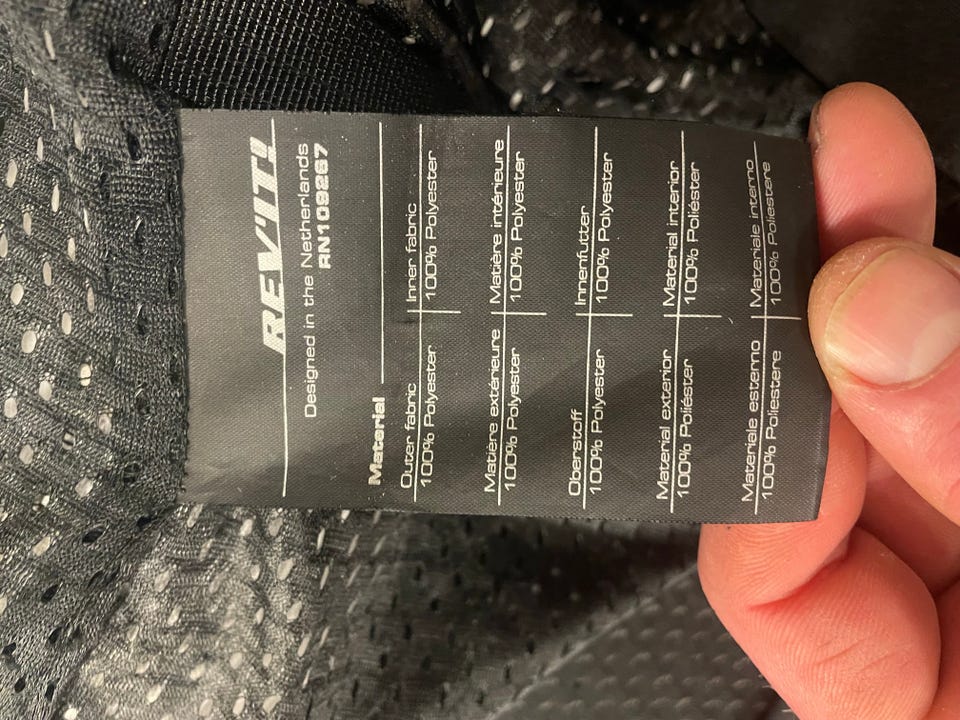 REV'IT!
Designed in the Netherlands
RN109267
Material
Outer fabric
100% Polyester
Inner fabric
100% Polyester
Matière extérieure
100% Polyester
Matière intérieure
100% Polyester
Oberstoff
100% Polyester
Innenfutter
100% Polyester
Material exterior
100% Poliéster
Material interior
100% Poliéster
Materiale esterno
100% Poliestere
Materiale interno
100% Poliestere